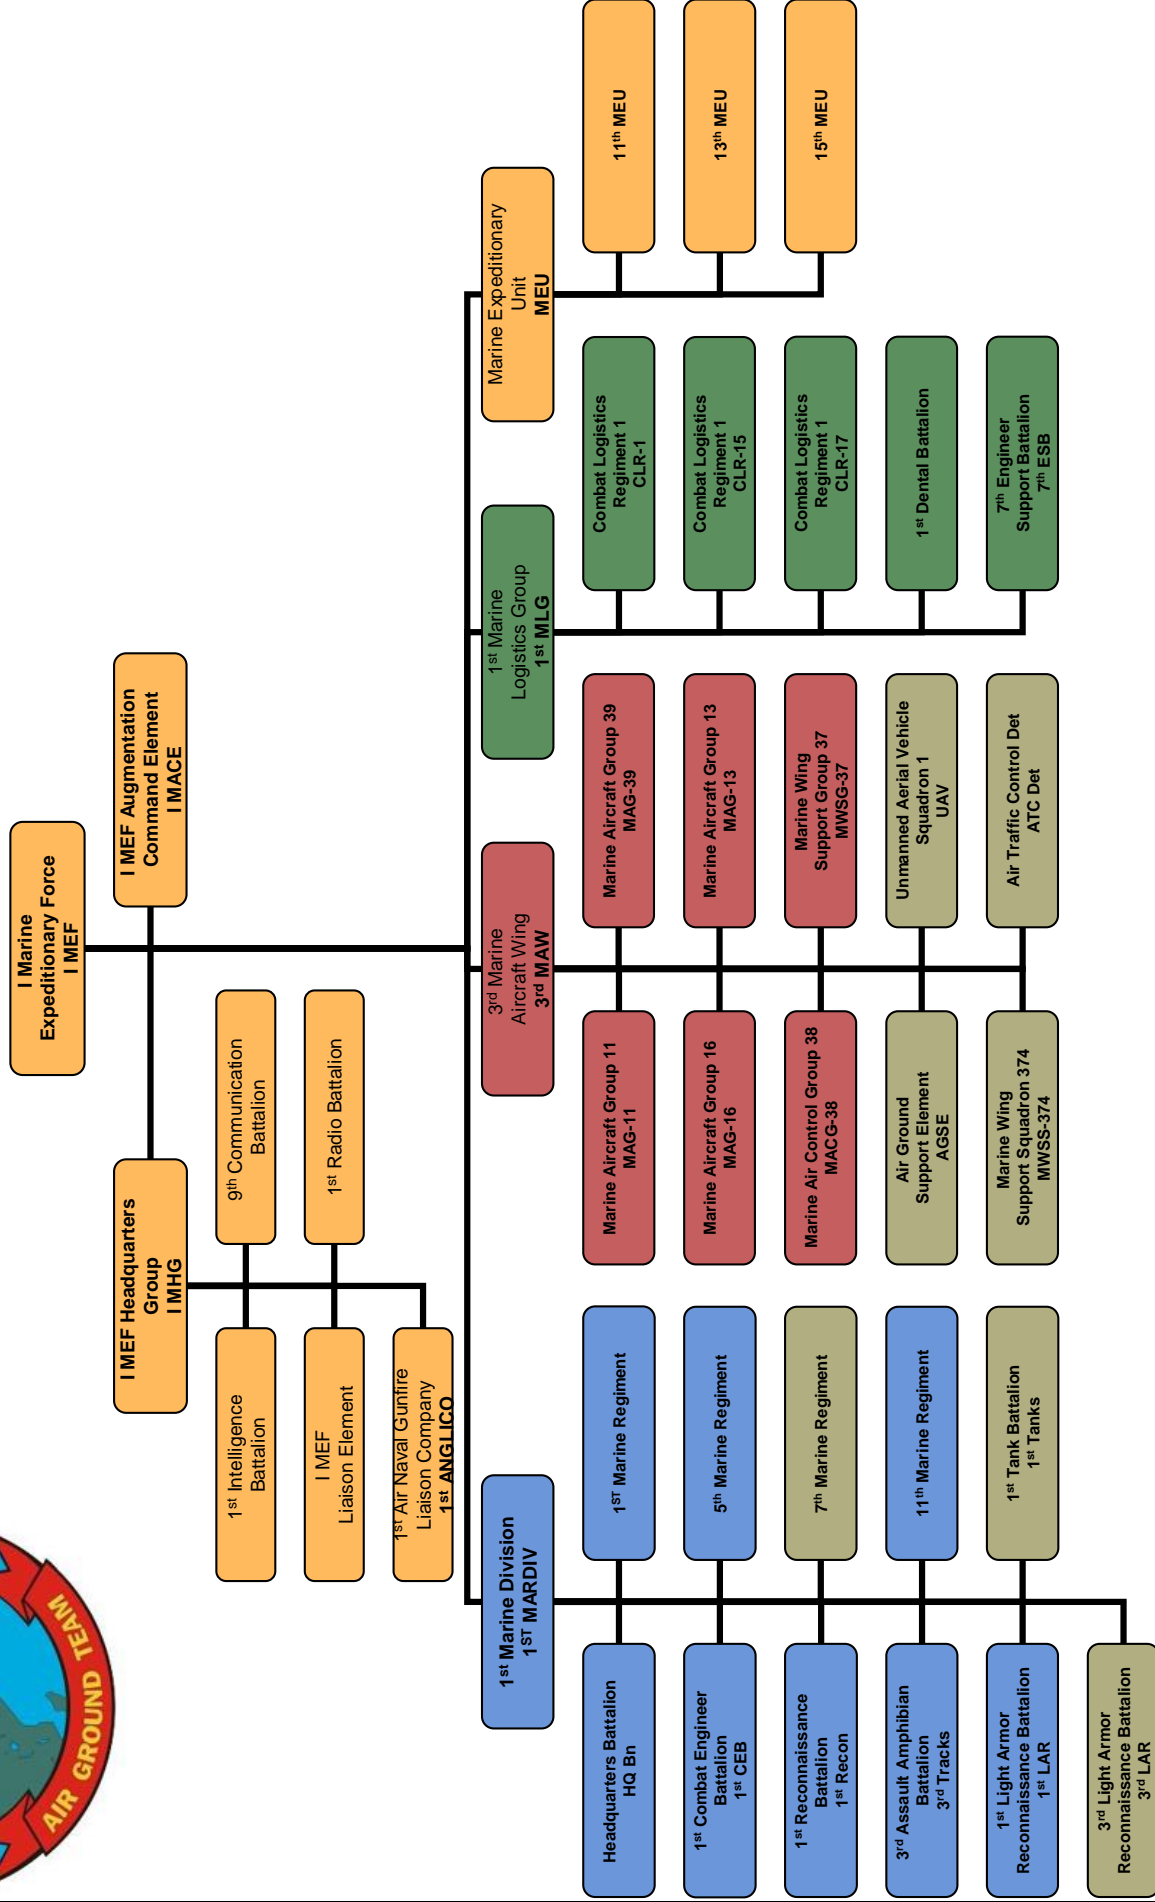 I Marine
Expeditionary Force
I MEF
I MEF Headquarters
Group
I MHG
I MEF Augmentation
Command Element
I MACE
1st Intelligence
Battalion
9th Communication
Battalion
I MEF
Liaison Element
1st Radio Battalion
1st Air Naval Gunfire
Liaison Company
1st ANGLICO
1st Marine Division
1ST MARDIV
3rd Marine
Aircraft Wing
3rd MAW
1st Marine
Logistics Group
1st MLG
Marine Expeditionary
Unit
MEU
Headquarters Battalion
HQ Bn
1ST Marine Regiment
1st Combat Engineer
Battalion
1st CEB
5th Marine Regiment
1st Reconnaissance
Battalion
1st Recon
7th Marine Regiment
3rd Assault Amphibian
Battalion
3rd Tracks
11th Marine Regiment
1st Light Armor
Reconnaissance Battalion
1st LAR
1st Tank Battalion
1st Tanks
3rd Light Armor
Reconnaissance Battalion
3rd LAR
Marine Aircraft Group 11
MAG-11
Marine Aircraft Group 39
MAG-39
Marine Aircraft Group 16
MAG-16
Marine Aircraft Group 13
MAG-13
Marine Air Control Group 38
MACG-38
Marine Wing
Support Group 37
MWSG-37
Air Ground
Support Element
AGSE
Unmanned Aerial Vehicle
Squadron 1
UAV
Marine Wing
Support Squadron 374
MWSS-374
Air Traffic Control Det
ATC Det
Combat Logistics
Regiment 1
CLR-1
Combat Logistics
Regiment 1
CLR-15
Combat Logistics
Regiment 1
CLR-17
1st Dental Battalion
7th Engineer
Support Battalion
7th ESB
11th MEU
13th MEU
15th MEU
AIR GROUND TEAM